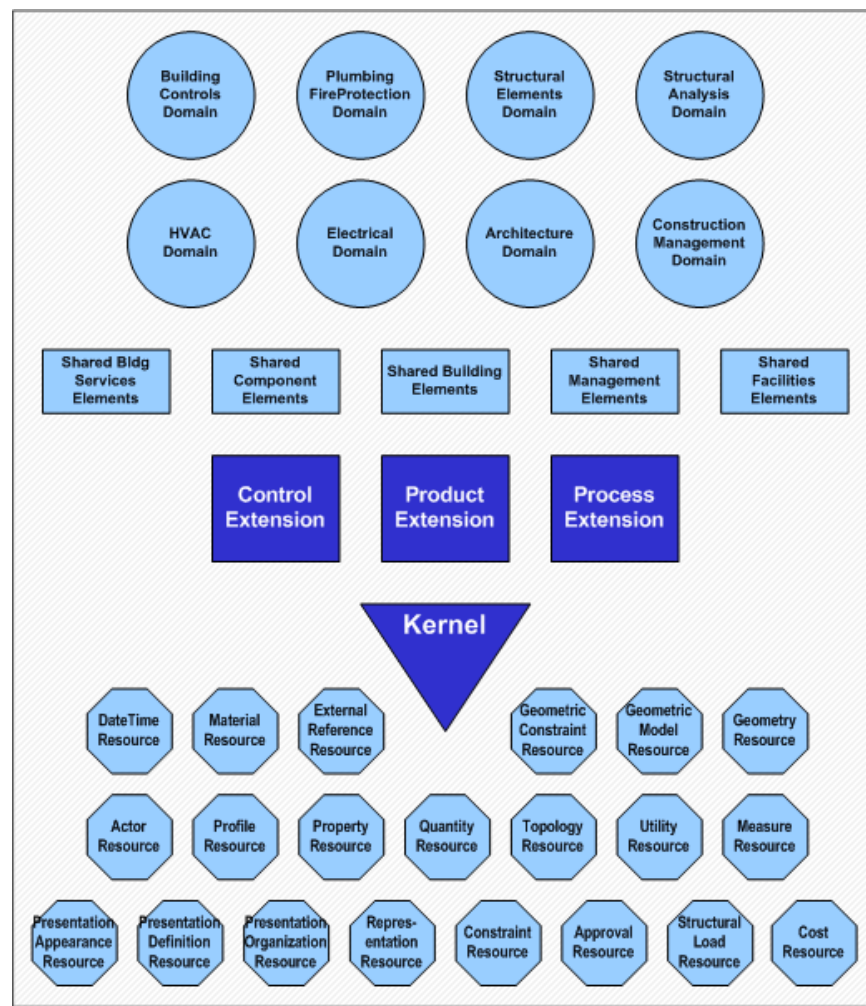 Building
Controls
Domain
Plumbing
FireProtection
Domain
Structural
Elements
Domain
Structural
Analysis
Domain
HVAC
Domain
Electrical
Domain
Architecture
Domain
Construction
Management
Domain
Shared Bldg
Services
Elements
Shared
Component
Elements
Shared Building
Elements
Shared
Management
Elements
Shared
Facilities
Elements
Control
Extension
Product
Extension
Process
Extension
Kernel
DateTime
Resource
Material
Resource
External
Reference
Resource
Geometric
Constraint
Resource
Geometric
Model
Resource
Geometry
Resource
Actor
Resource
Profile
Resource
Property
Resource
Quantity
Resource
Topology
Resource
Utility
Resource
Measure
Resource
Presentation
Appearance
Resource
Presentation
Definition
Resource
Presentation
Organization
Resource
Repres-
entation
Resource
Constraint
Resource
Approval
Resource
Structural
Load
Resource
Cost
Resource